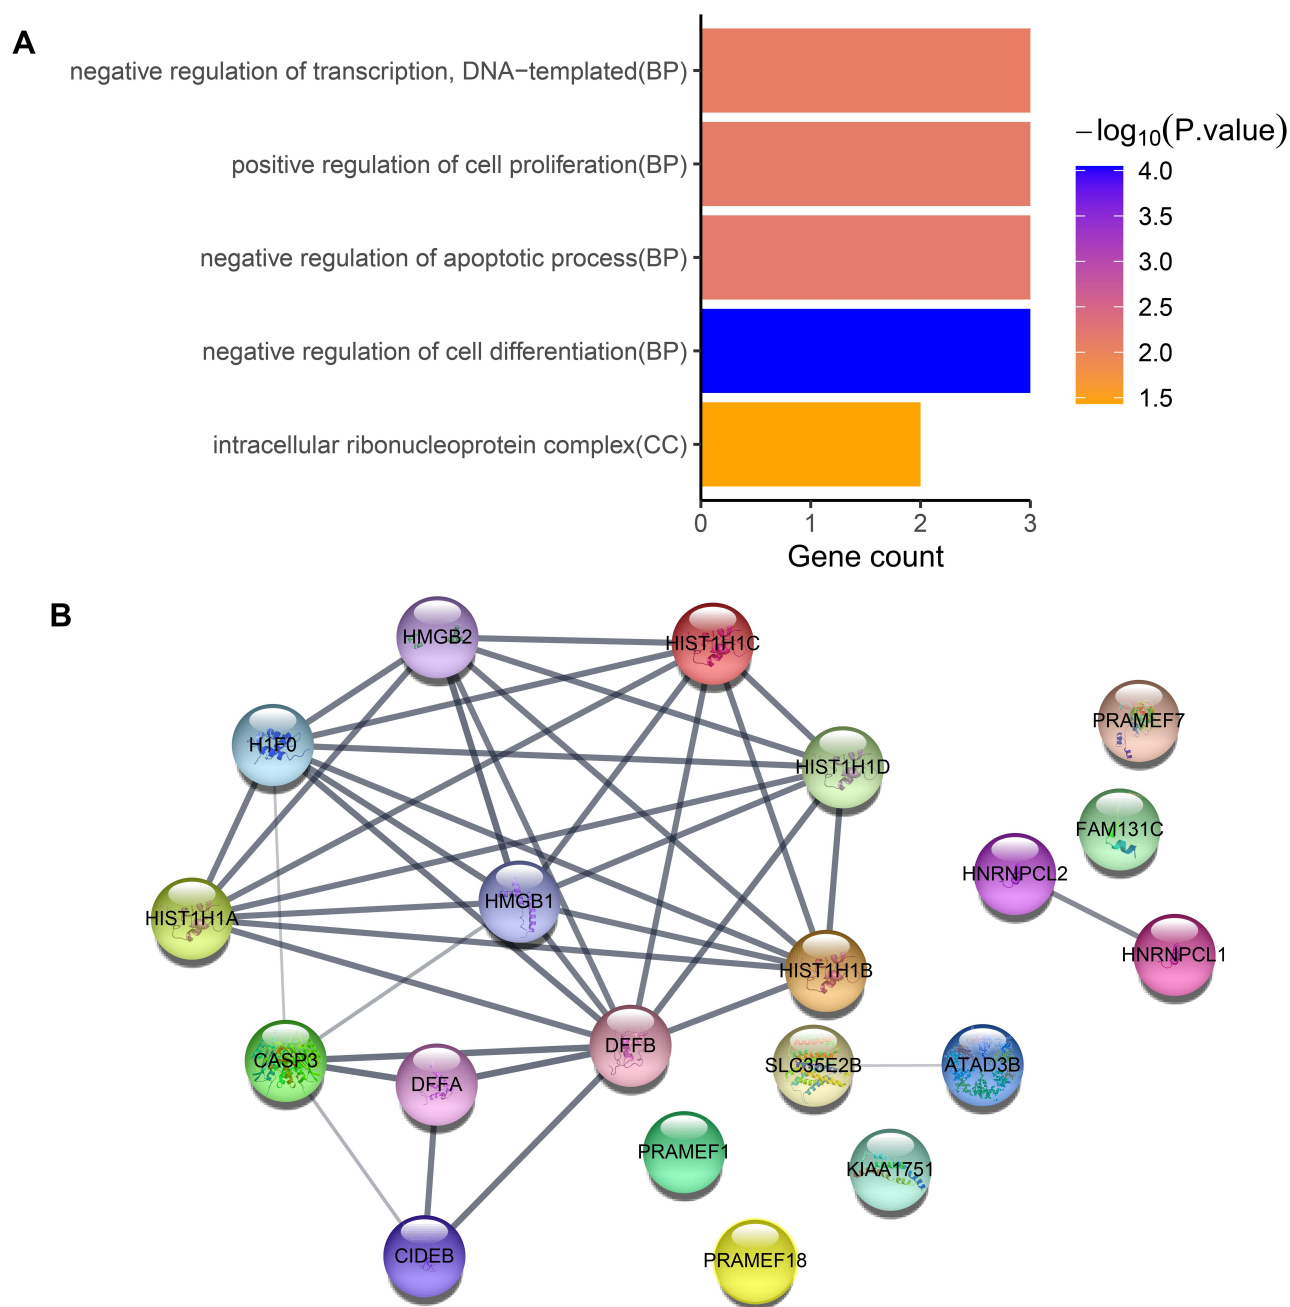 A
negative regulation of transcription, DNA−templated(BP)
positive regulation of cell proliferation(BP)
negative regulation of apoptotic process(BP)
negative regulation of cell differentiation(BP)
intracellular ribonucleoprotein complex(CC)
0 1 2 3
Gene count
−log₁₀(P.value)
4.0
3.5
3.0
2.5
2.0
1.5
B
HMGB2
HIST1H1C
PRAMEF7
H1F0
HIST1H1D
FAM131C
HNRNPCL2
HMGB1
HIST1H1A
HNRNPCL1
HIST1H1B
DFFB
CASP3
SLC35E2B
ATAD3B
DFFA
PRAMEF1
KIAA1751
CIDEB
PRAMEF18